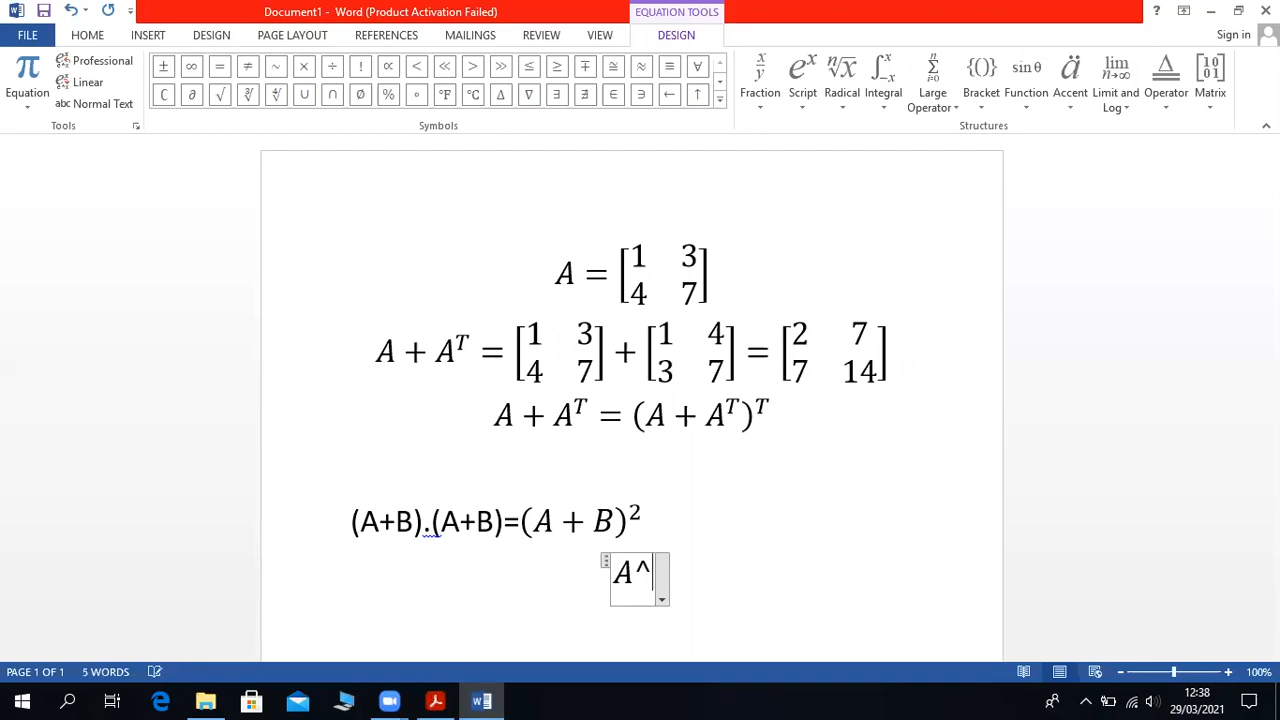 Document1 - Word (Product Activation Failed)
EQUATION TOOLS
? 
Sign in
FILE HOME INSERT DESIGN PAGE LAYOUT REFERENCES MAILINGS REVIEW VIEW DESIGN
π Equation
Professional
Linear
abc Normal Text
± ∞ = ≠ ~ × ÷ ! ∝ < ≪ > ≫ ≤ ≥ ∓ ≅ ≈ ≡ ∀
∁ ∂ √ ∛ ∜ ∪ ∩ ∅ % ° °F °C ∆ ∇ ∃ ∄ ∈ ∋ ← ↑
Fraction Script Radical Integral Large Operator Bracket Function Accent Limit and Log Operator Matrix
Tools Symbols Structures
A = [1 3
4 7]
A + A^T = [1 3
4 7] + [1 4
3 7] = [2 7
7 14]
A + A^T = (A + A^T)^T
(A+B).(A+B)=(A + B)²
A^
PAGE 1 OF 1 5 WORDS 100%
12:38
29/03/2021